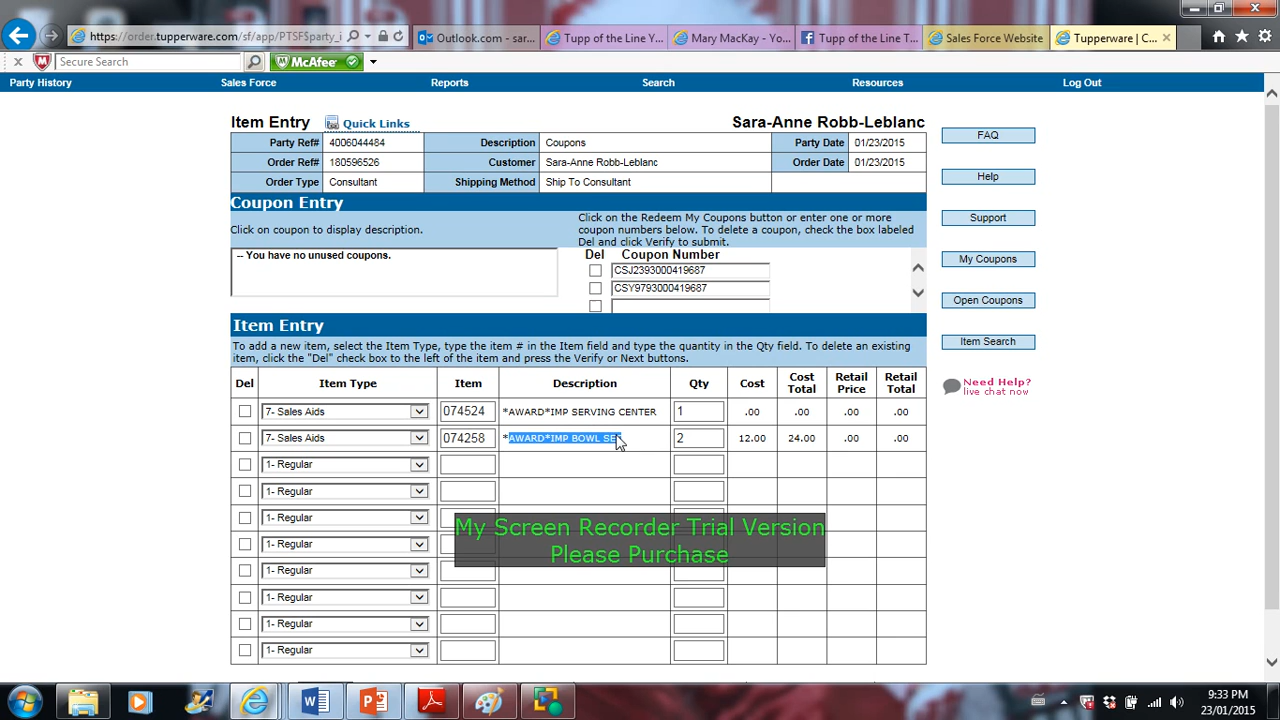 https://order.tupperware.com/sf/app/PTSF$party_i
Outlook.com - sar...
Tupp of the Line Y...
Mary MacKay - Yo...
Tupp of the Line T...
Sales Force Website
Tupperware | C...
Secure Search
McAfee
Party History
Sales Force
Reports
Search
Resources
Log Out
Item Entry
Quick Links
Sara-Anne Robb-Leblanc
Party Ref# 4006044484 Description Coupons Party Date 01/23/2015
Order Ref# 180596526 Customer Sara-Anne Robb-Leblanc Order Date 01/23/2015
Order Type Consultant Shipping Method Ship To Consultant
FAQ
Help
Support
My Coupons
Open Coupons
Item Search
Need Help?
live chat now
Coupon Entry
Click on coupon to display description.
Click on the Redeem My Coupons button or enter one or more
coupon numbers below. To delete a coupon, check the box labeled
Del and click Verify to submit.
-- You have no unused coupons.
Del Coupon Number
CSJ2393000419687
CSY9793000419687
Item Entry
To add a new item, select the Item Type, type the item # in the Item field and type the quantity in the Qty field. To delete an existing
item, click the "Del" check box to the left of the item and press the Verify or Next buttons.
Del Item Type Item Description Qty Cost Cost Total Retail Price Retail Total
7- Sales Aids 074524 *AWARD*IMP SERVING CENTER 1 .00 .00 .00 .00
7- Sales Aids 074258 *AWARD*IMP BOWL SET 2 12.00 24.00 .00 .00
1- Regular
1- Regular
1- Regular
1- Regular
1- Regular
1- Regular
1- Regular
1- Regular
My Screen Recorder Trial Version
Please Purchase
9:33 PM
23/01/2015